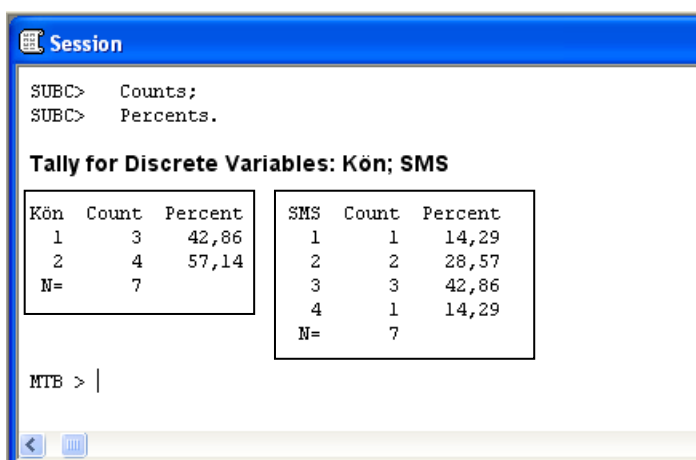 Session
SUBC> Counts;
SUBC> Percents.
Tally for Discrete Variables: Kön; SMS
Kön Count Percent SMS Count Percent
1 3 42,86 1 1 14,29
2 4 57,14 2 2 28,57
N= 7 3 3 42,86
4 1 14,29
N= 7
MTB >